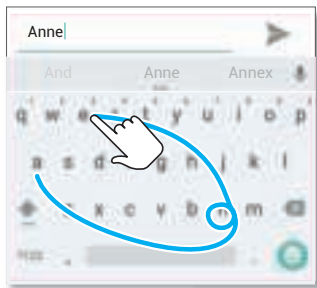 Anne
And Anne Annex
q w e t y u i o p
a s d g h j k l
x c v b n m